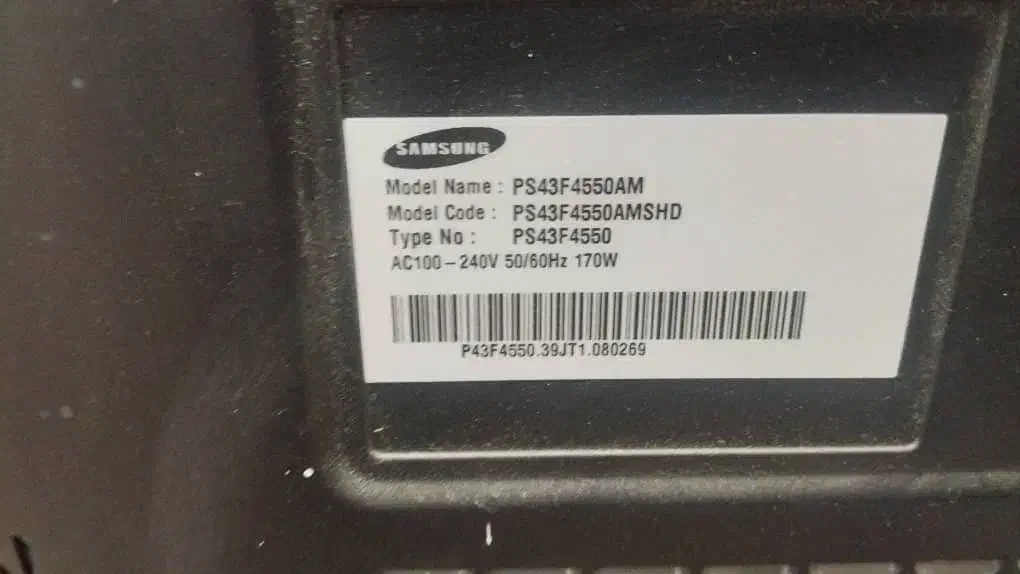 SAMSUNG
Model Name : PS43F4550AM
Model Code : PS43F4550AMSHD
Type No : PS43F4550
AC100-240V 50/60Hz 170W
P43F4550.39JT1.080269